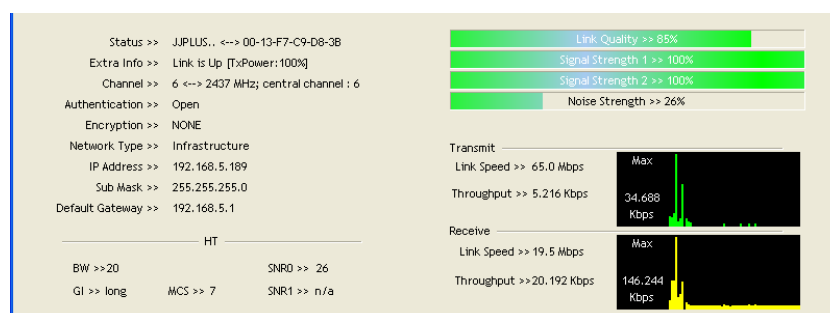 Status >> JJPLUS.. <--> 00-13-F7-C9-D8-3B
Extra Info >> Link is Up [TxPower:100%]
Channel >> 6 <--> 2437 MHz; central channel : 6
Authentication >> Open
Encryption >> NONE
Network Type >> Infrastructure
IP Address >> 192.168.5.189
Sub Mask >> 255.255.255.0
Default Gateway >> 192.168.5.1
HT
BW >>20 SNR0 >> 26
GI >> long MCS >> 7 SNR1 >> n/a
Link Quality >> 85%
Signal Strength 1 >> 100%
Signal Strength 2 >> 100%
Noise Strength >> 26%
Transmit
Link Speed >> 65.0 Mbps
Throughput >> 5.216 Kbps
Max
34.688
Kbps
Receive
Link Speed >> 19.5 Mbps
Throughput >>20.192 Kbps
Max
146.244
Kbps